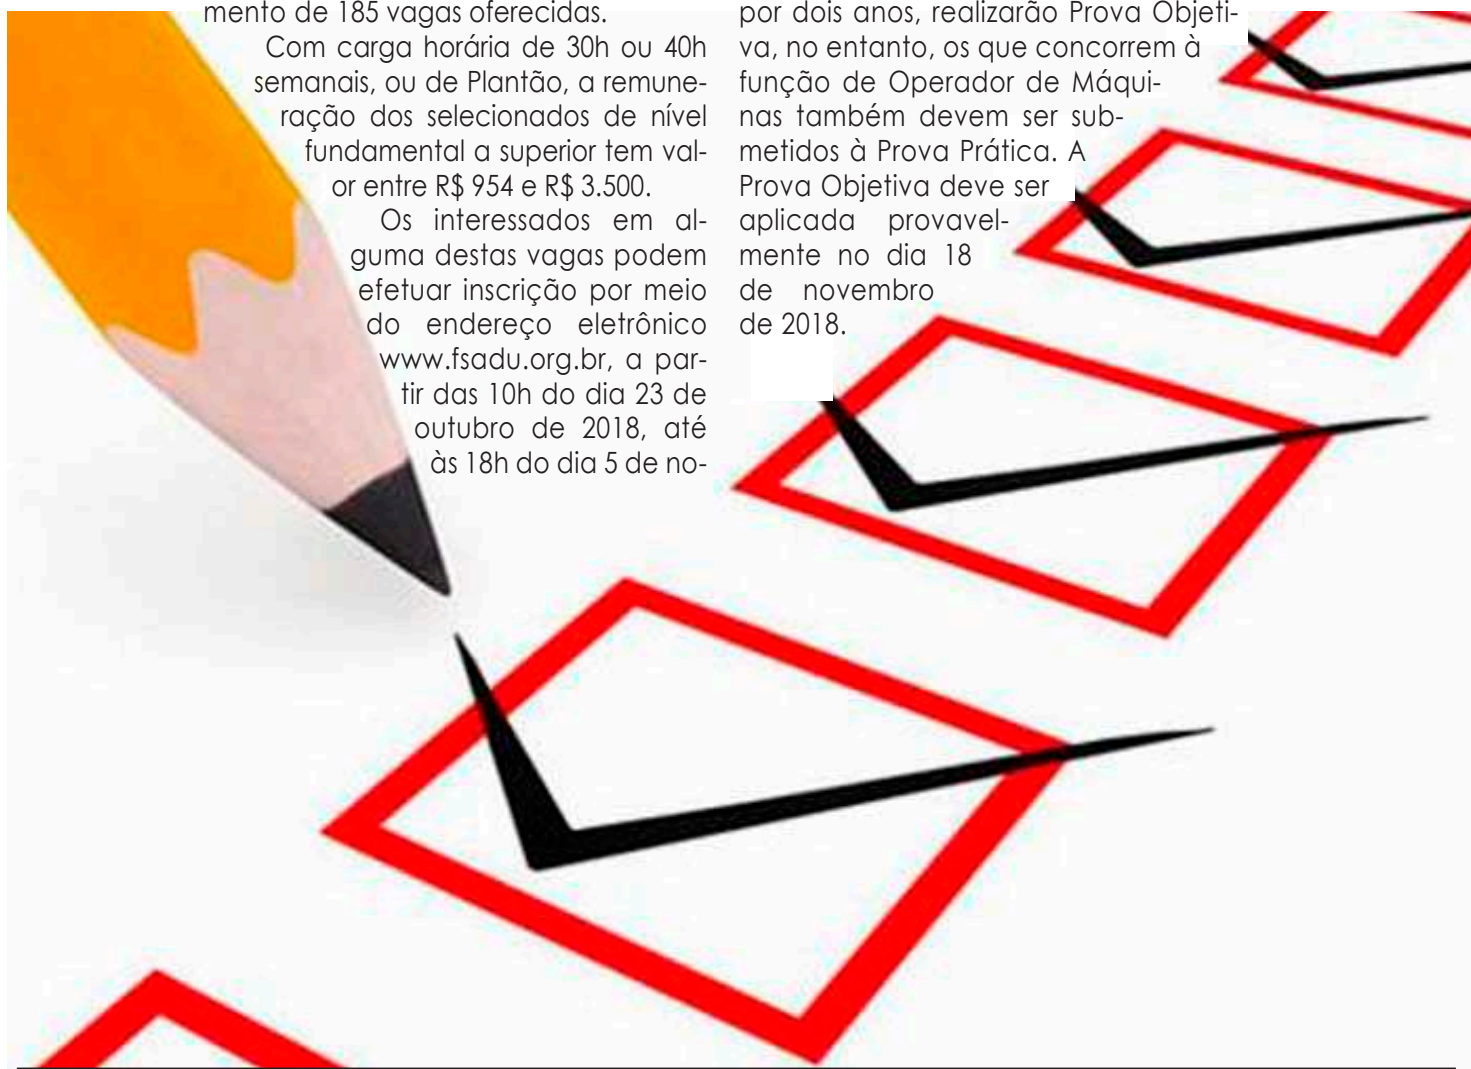 mento de 185 vagas oferecidas.
Com carga horária de 30h ou 40h
semanais, ou de Plantão, a remune-
ração dos selecionados de nível
fundamental a superior tem val-
or entre R$ 954 e R$ 3.500.
Os interessados em al-
guma destas vagas podem
efetuar inscrição por meio
do endereço eletrônico
www.fsadu.org.br, a par-
tir das 10h do dia 23 de
outubro de 2018, até
às 18h do dia 5 de no-
por dois anos, realizarão Prova Objeti-
va, no entanto, os que concorrem à
função de Operador de Máqui-
nas também devem ser sub-
metidos à Prova Prática. A
Prova Objetiva deve ser
aplicada provavel-
mente no dia 18
de novembro
de 2018.